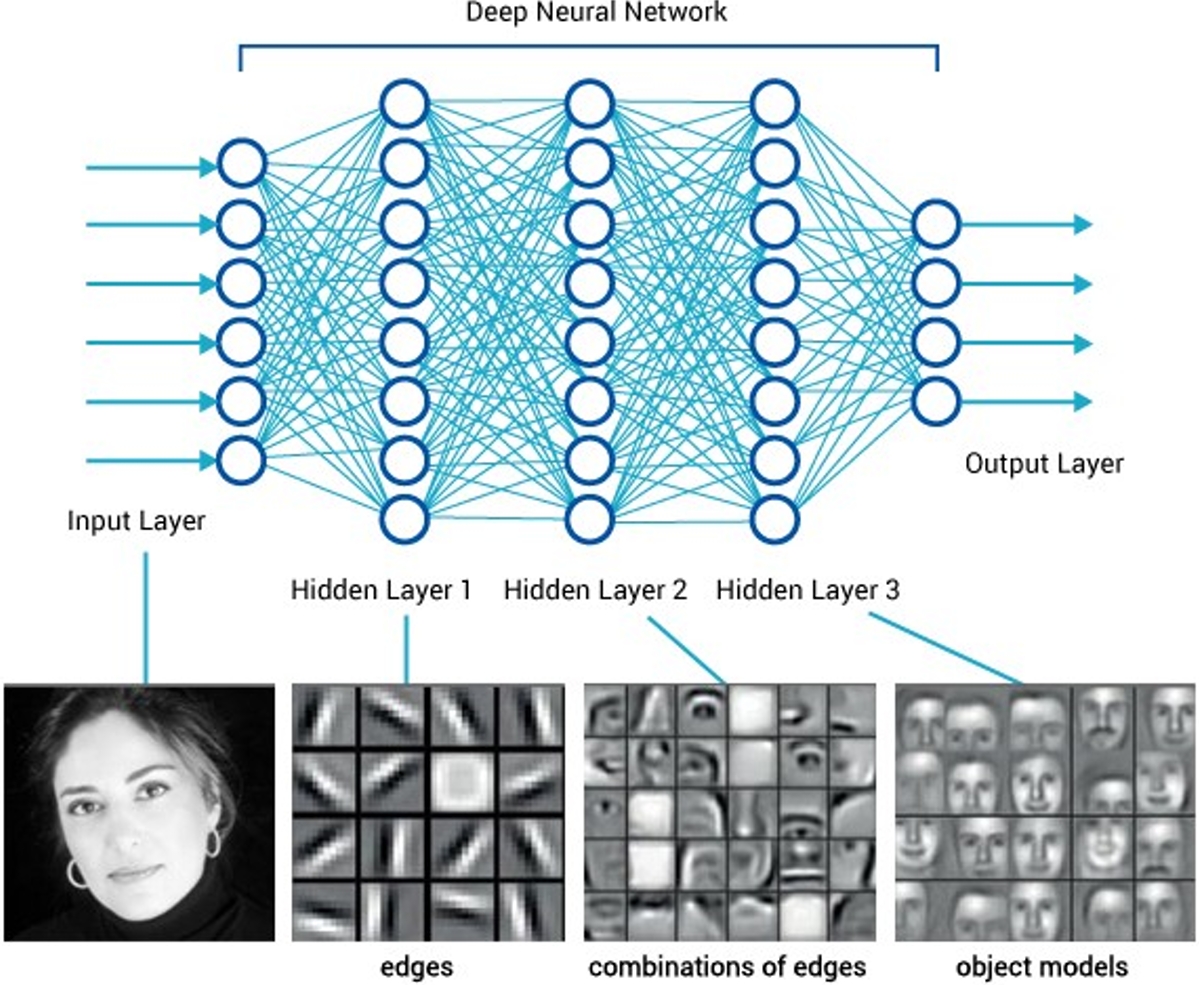 Deep Neural Network
Input Layer
Output Layer
Hidden Layer 1
Hidden Layer 2
Hidden Layer 3
edges
combinations of edges
object models